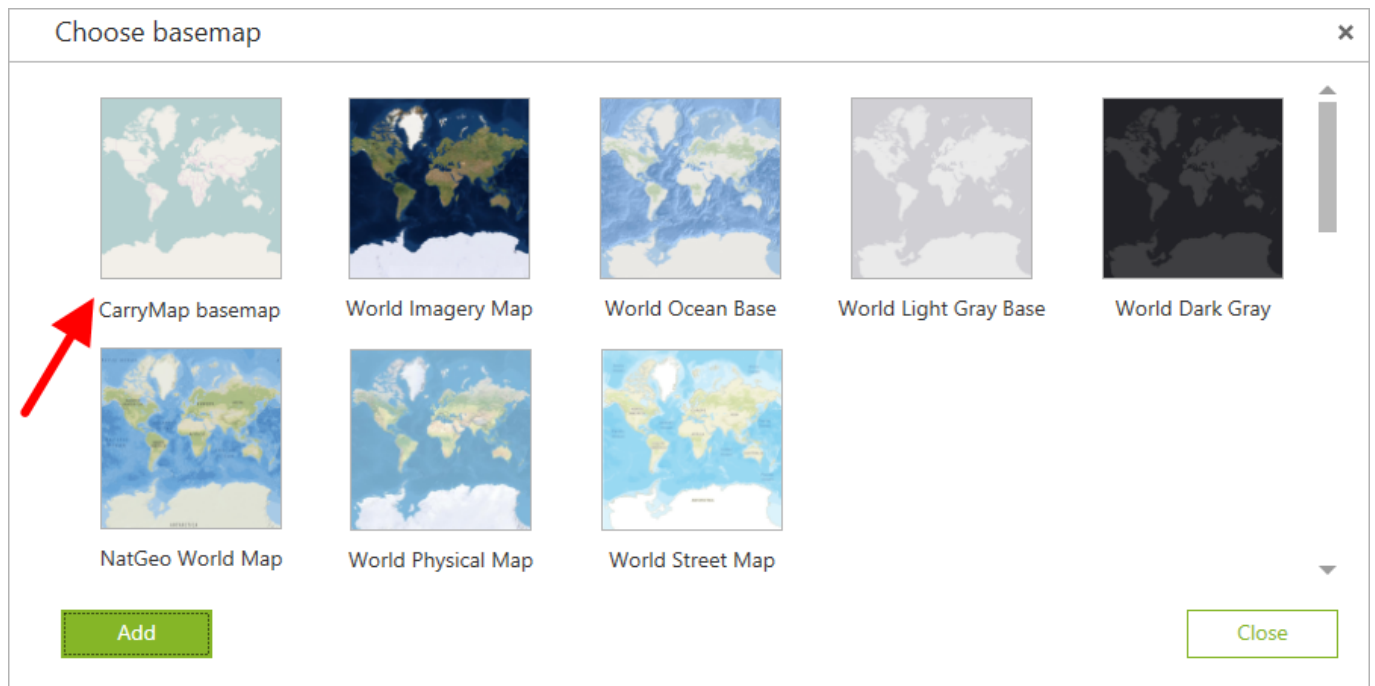 Choose basemap
×
CarryMap basemap
World Imagery Map
World Ocean Base
World Light Gray Base
World Dark Gray
NatGeo World Map
World Physical Map
World Street Map
Add
Close